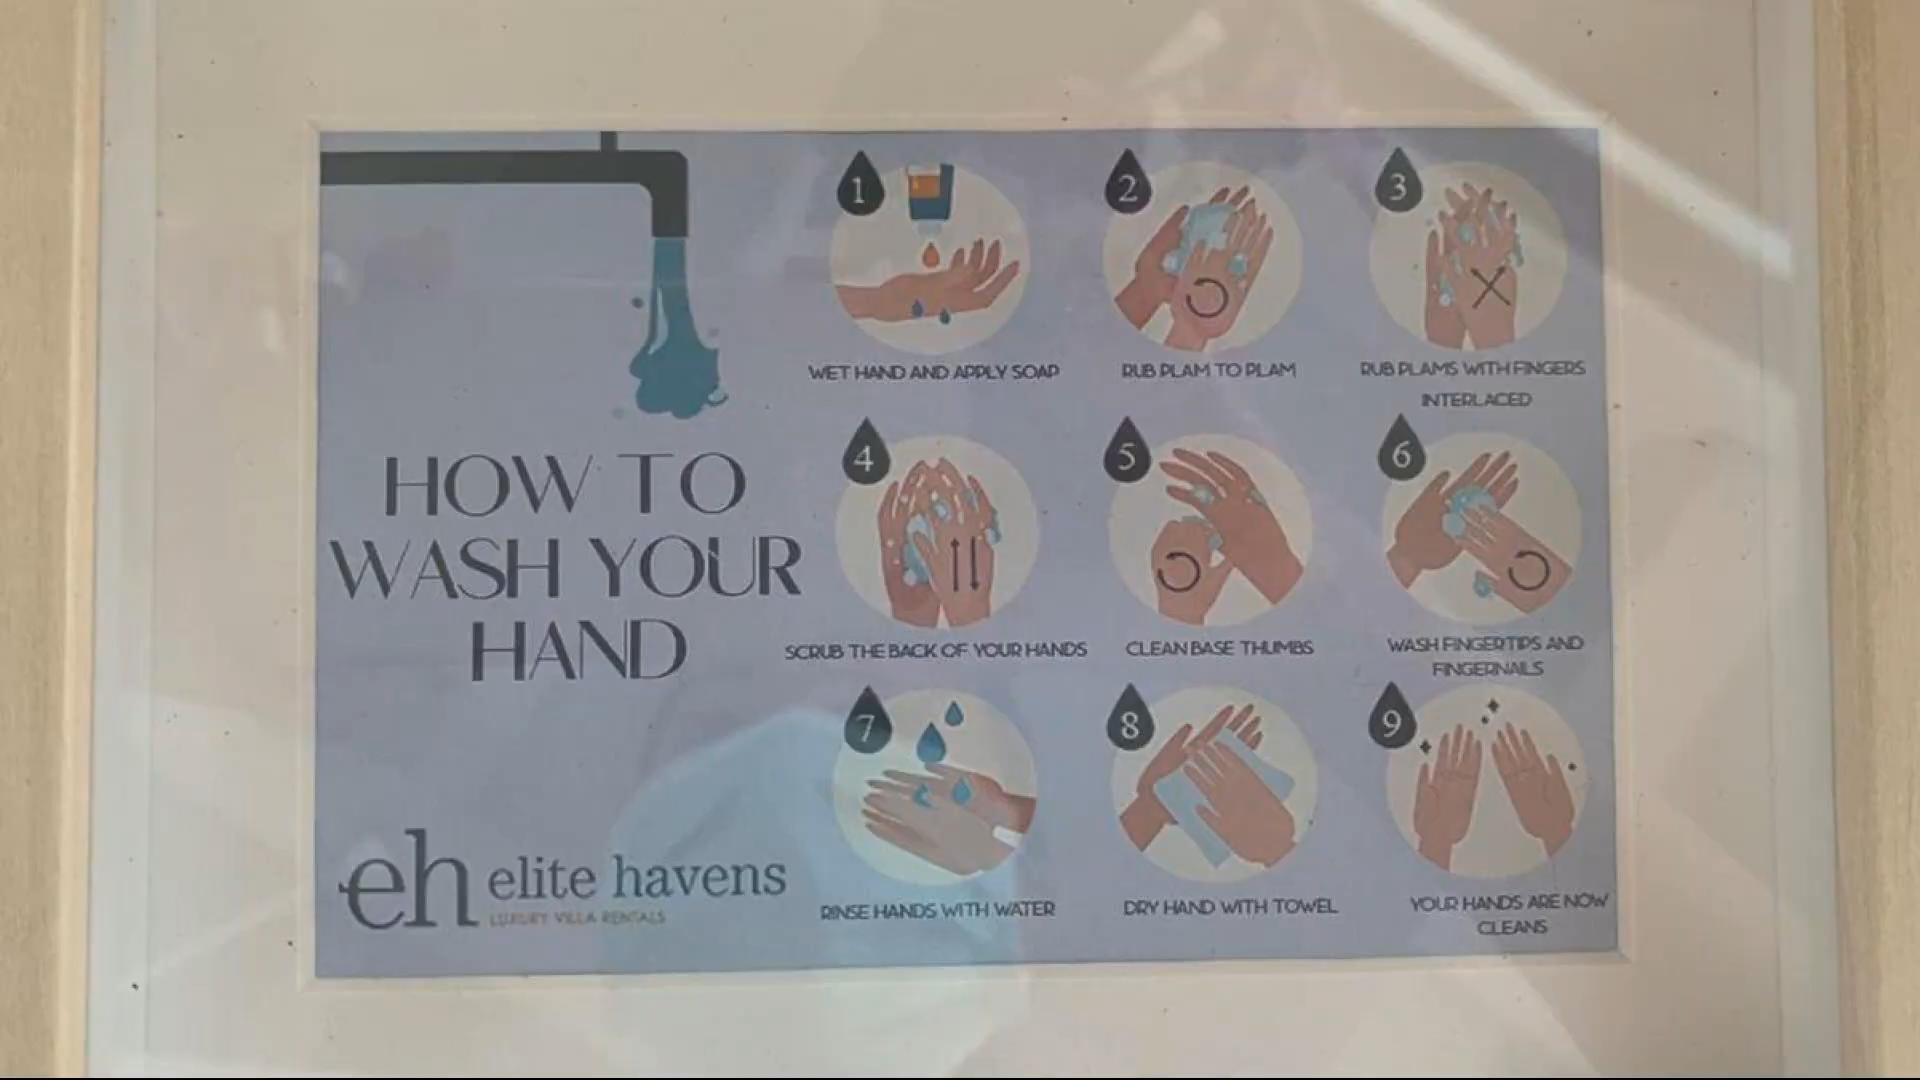 HOW TO
WASH YOUR
HAND
eh elite havens
LUXURY VILLA RENTALS
1
WET HAND AND APPLY SOAP
2
RUB PLAM TO PLAM
3
RUB PLAMS WITH FINGERS
INTERLACED
4
SCRUB THE BACK OF YOUR HANDS
5
CLEAN BASE THUMBS
6
WASH FINGERTIPS AND
FINGERNAILS
7
RINSE HANDS WITH WATER
8
DRY HAND WITH TOWEL
9
YOUR HANDS ARE NOW
CLEANS